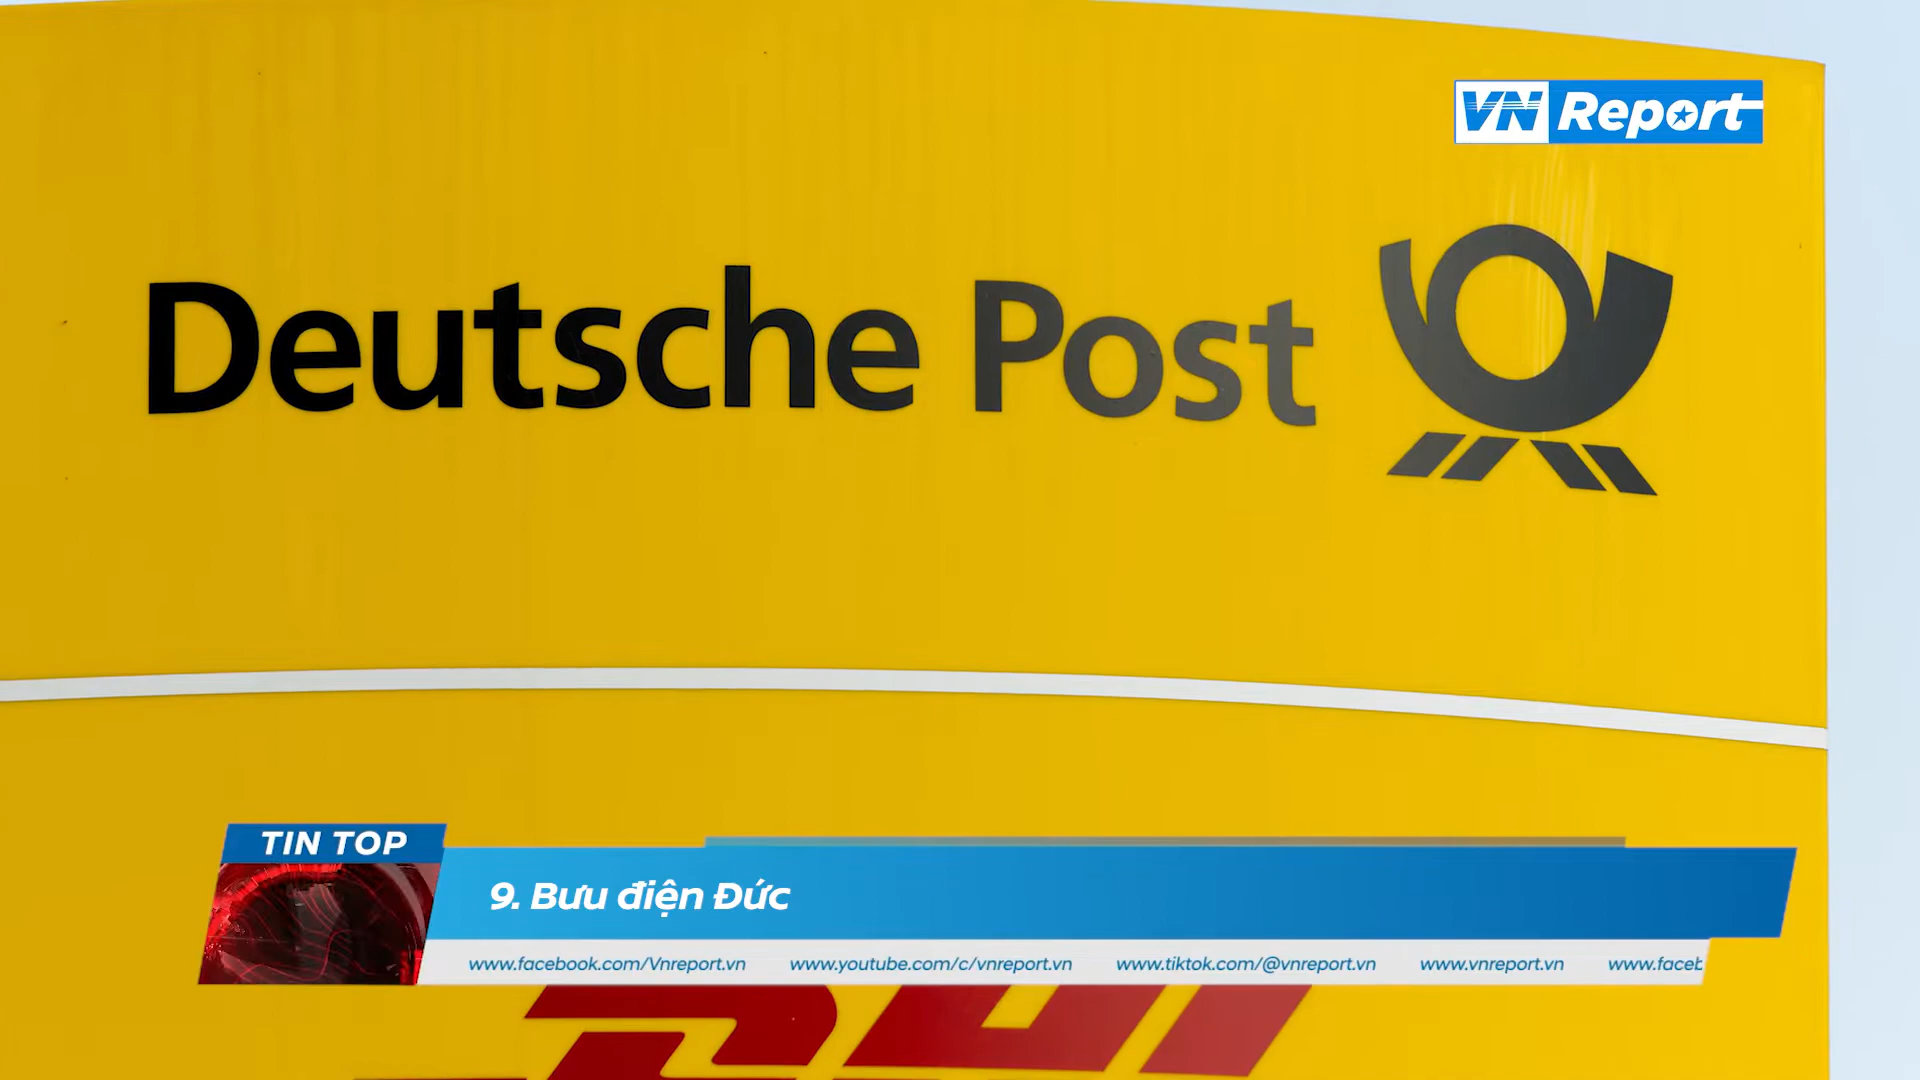 VN Report
Deutsche Post
TIN TOP
9. Bưu điện Đức
www.facebook.com/Vnreport.vn www.youtube.com/c/vnreport.vn www.tiktok.com/@vnreport.vn www.vnreport.vn
DHL